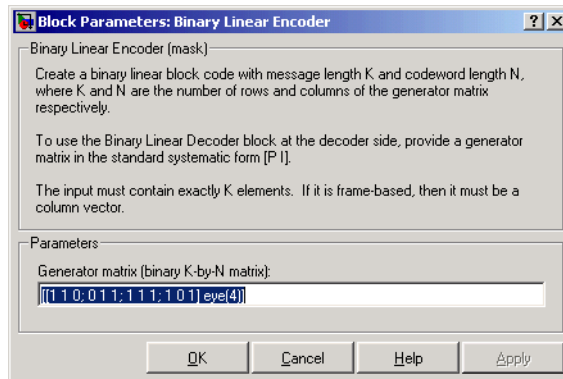 Block Parameters: Binary Linear Encoder
Binary Linear Encoder (mask)
Create a binary linear block code with message length K and codeword length N,
where K and N are the number of rows and columns of the generator matrix
respectively.
To use the Binary Linear Decoder block at the decoder side, provide a generator
matrix in the standard systematic form [P I].
The input must contain exactly K elements. If it is frame-based, then it must be a
column vector.
Parameters
Generator matrix (binary K-by-N matrix):
[[1 1 0; 0 1 1; 1 1 1; 1 0 1] eye(4)]
OK Cancel Help Apply